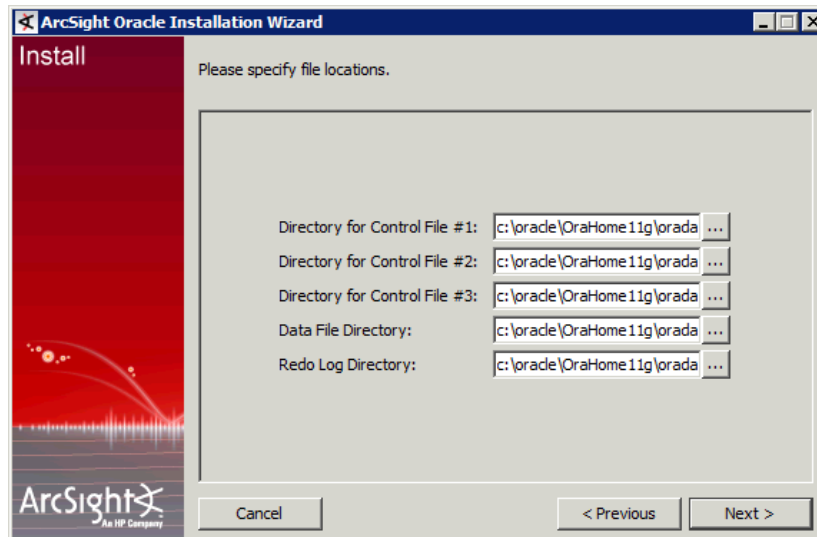 ArcSight Oracle Installation Wizard
Install
Please specify file locations.
Directory for Control File #1: c:\oracle\OraHome11g\orada ...
Directory for Control File #2: c:\oracle\OraHome11g\orada ...
Directory for Control File #3: c:\oracle\OraHome11g\orada ...
Data File Directory: c:\oracle\OraHome11g\orada ...
Redo Log Directory: c:\oracle\OraHome11g\orada ...
ArcSight
An HP Company
Cancel < Previous Next >